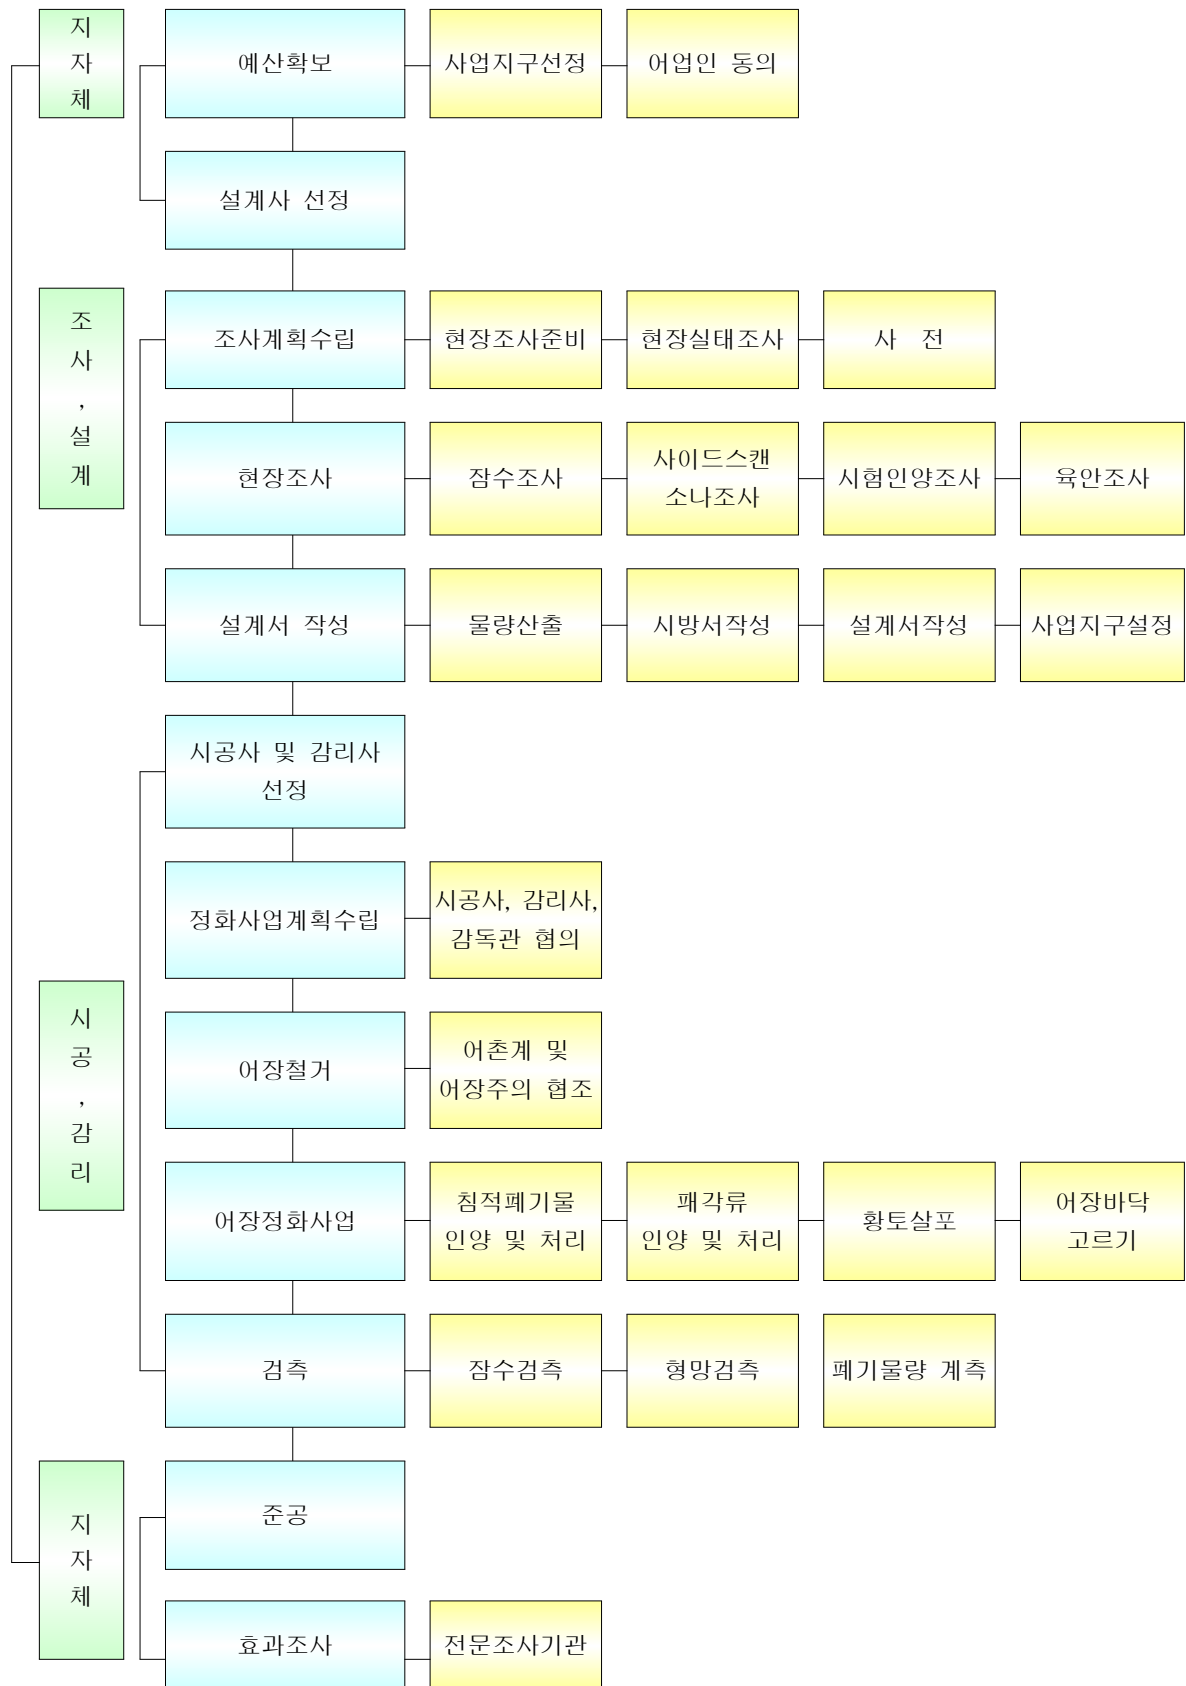 지
자
체
예산확보
사업지구선정
어업인 동의
설계사 선정
조
사
,
설
계
조사계획수립
현장조사준비
현장실태조사
사 전
현장조사
잠수조사
사이드스캔
소나조사
시험인양조사
육안조사
설계서 작성
물량산출
시방서작성
설계서작성
사업지구설정
시공사 및 감리사
선정
정화사업계획수립
시공사, 감리사,
감독관 협의
시
공
,
감
리
어장철거
어촌계 및
어장주의 협조
어장정화사업
침적폐기물
인양 및 처리
패각류
인양 및 처리
황토살포
어장바닥
고르기
검측
잠수검측
형망검측
폐기물량 계측
지
자
체
준공
효과조사
전문조사기관